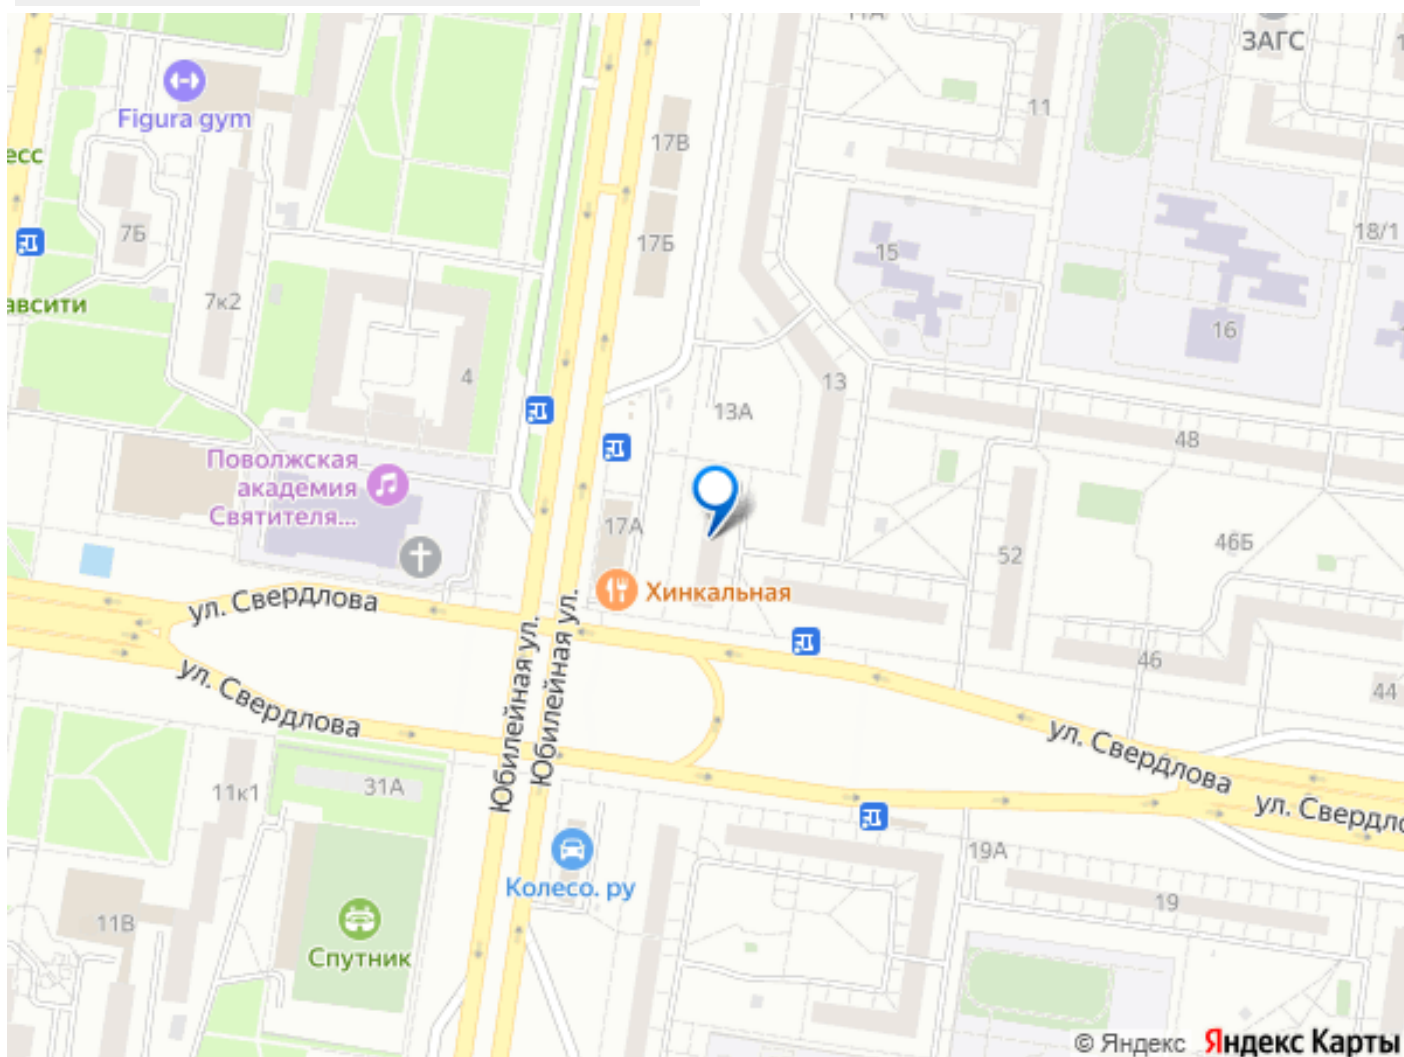 11А
ЗАГС
Figura gym
11
17В
есс
7Б
17Б
15
18/1
авсити
7к2
16
4
13
13А
48
Поволжская
академия
Святителя...
17А
52
46Б
Хинкальная
ул. Свердлова
Юбилейная ул.
Юбилейная ул.
46
44
ул. Свердлова
ул. Свердлова
ул. Свердло
11к1
31А
19А
Колесо. ру
19
11В
Спутник
© Яндекс Яндекс Карты